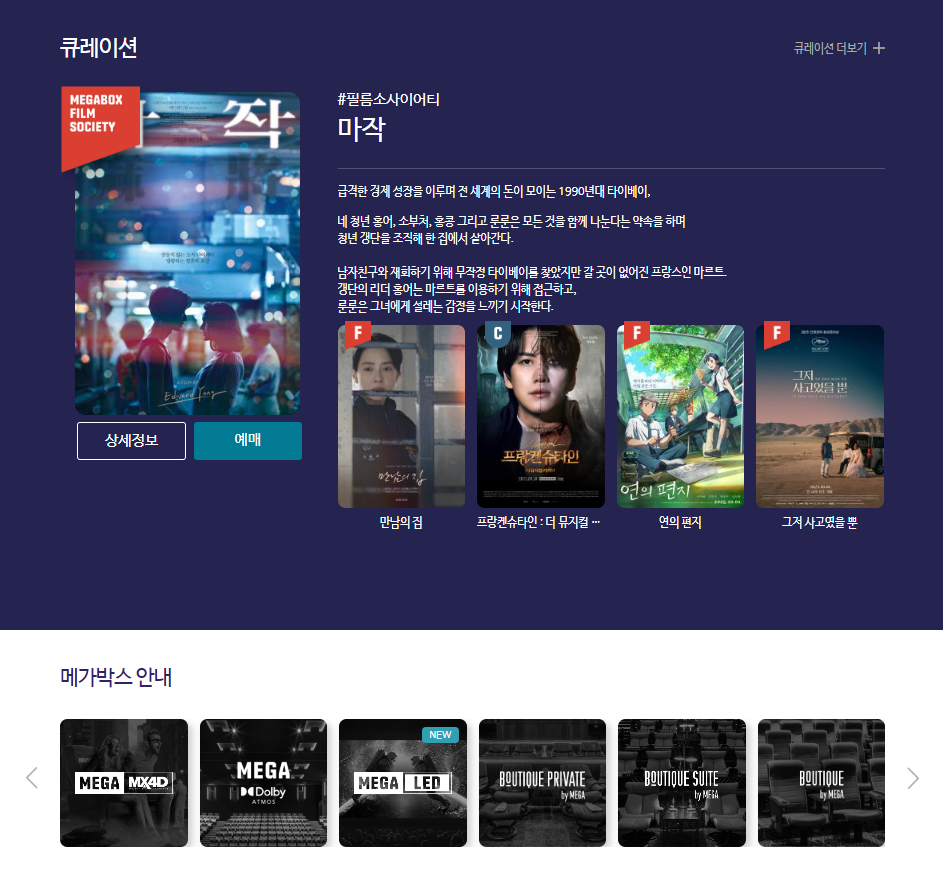 큐레이션
큐레이션 더보기
MEGABOX
FILM
SOCIETY
작
Edward Yang
상세정보
예매
#필름소사이어티
마작
급격한 경제 성장을 이루며 전 세계의 돈이 모이는 1990년대 타이베이,
네 청년 홍어, 소부처, 홍콩 그리고 룬룬은 모든 것을 함께 나눈다는 약속을 하며
청년 갱단을 조직해 한 집에서 살아간다.
남자친구와 재회하기 위해 무작정 타이베이를 찾았지만 갈 곳이 없어진 프랑스인 마르트.
갱단의 리더 홍어는 마르트를 이용하기 위해 접근하고,
룬룬은 그녀에게 설레는 감정을 느끼기 시작한다.
F
만남의 집
만남의 집
C
프랑켄슈타인
프랑켄슈타인 : 더 뮤지컬 ···
F
연의 편지
연의 편지
F
그저
사고였을 뿐
그저 사고였을 뿐
메가박스 안내
MEGA MX4D
MEGA
Dolby
ATMOS
NEW
MEGA LED
BOUTIQUE PRIVATE
by MEGA
BOUTIQUE SUITE
by MEGA
BOUTIQUE
by MEGA